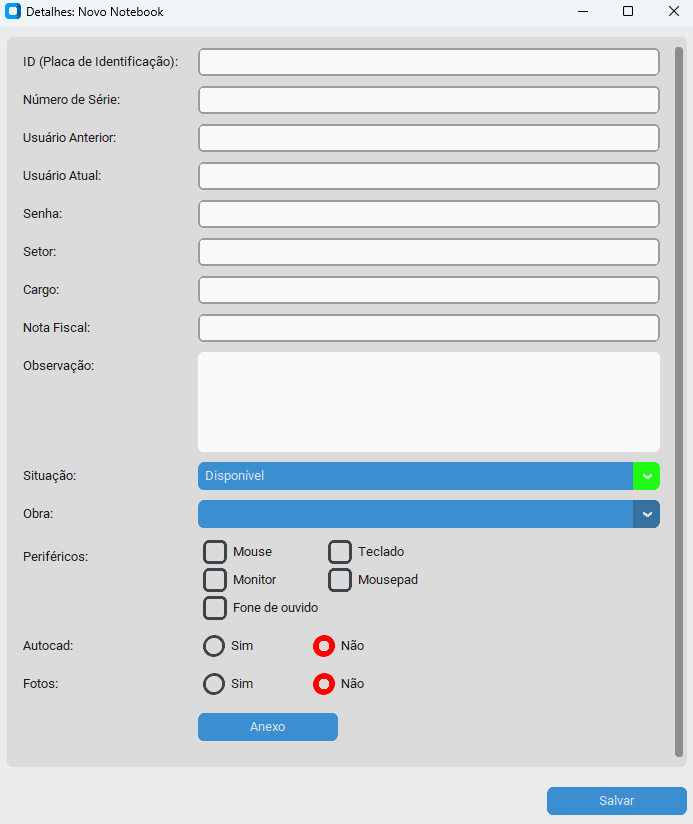 Detalhes: Novo Notebook
ID (Placa de Identificação):
Número de Série:
Usuário Anterior:
Usuário Atual:
Senha:
Setor:
Cargo:
Nota Fiscal:
Observação:
Situação: Disponível
Obra:
Periféricos: Mouse Teclado
Monitor Mousepad
Fone de ouvido
Autocad: Sim Não
Fotos: Sim Não
Anexo
Salvar